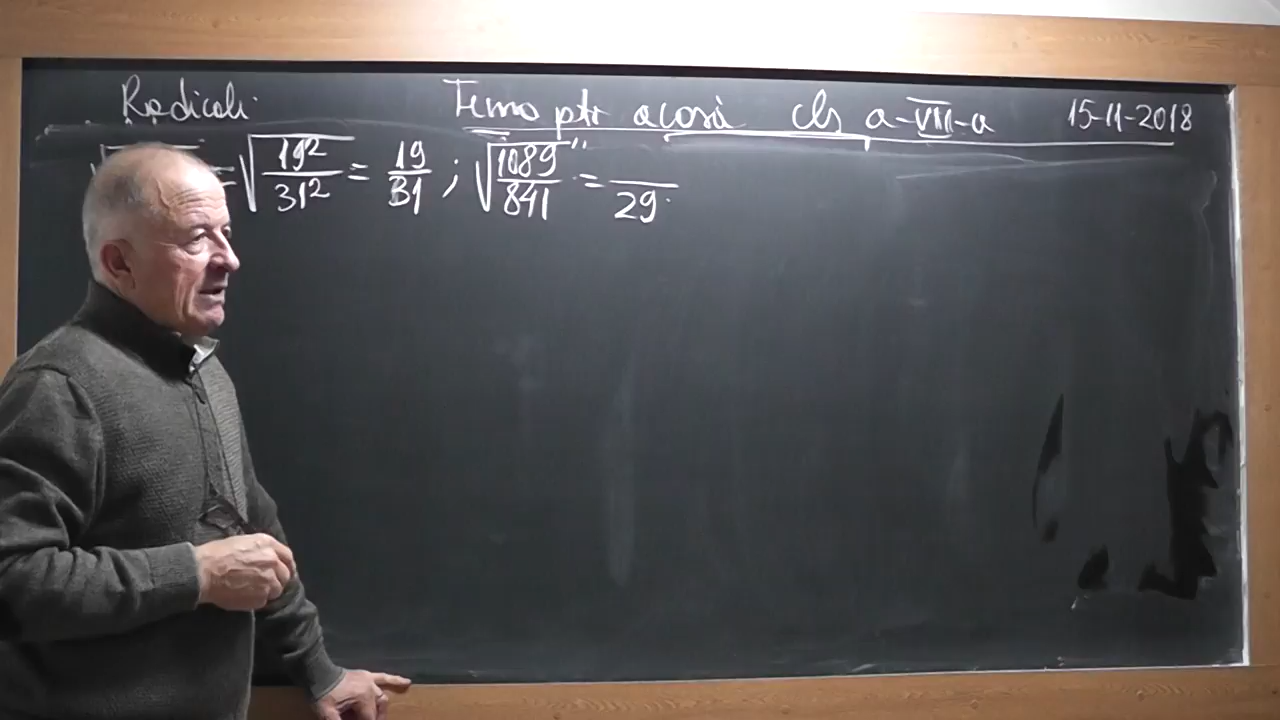 Radicali Temă ptr acasă cls a-VIII-a 15-11-2018
= √(19²/31²) = 19/31 ; √(1089/841) = /29